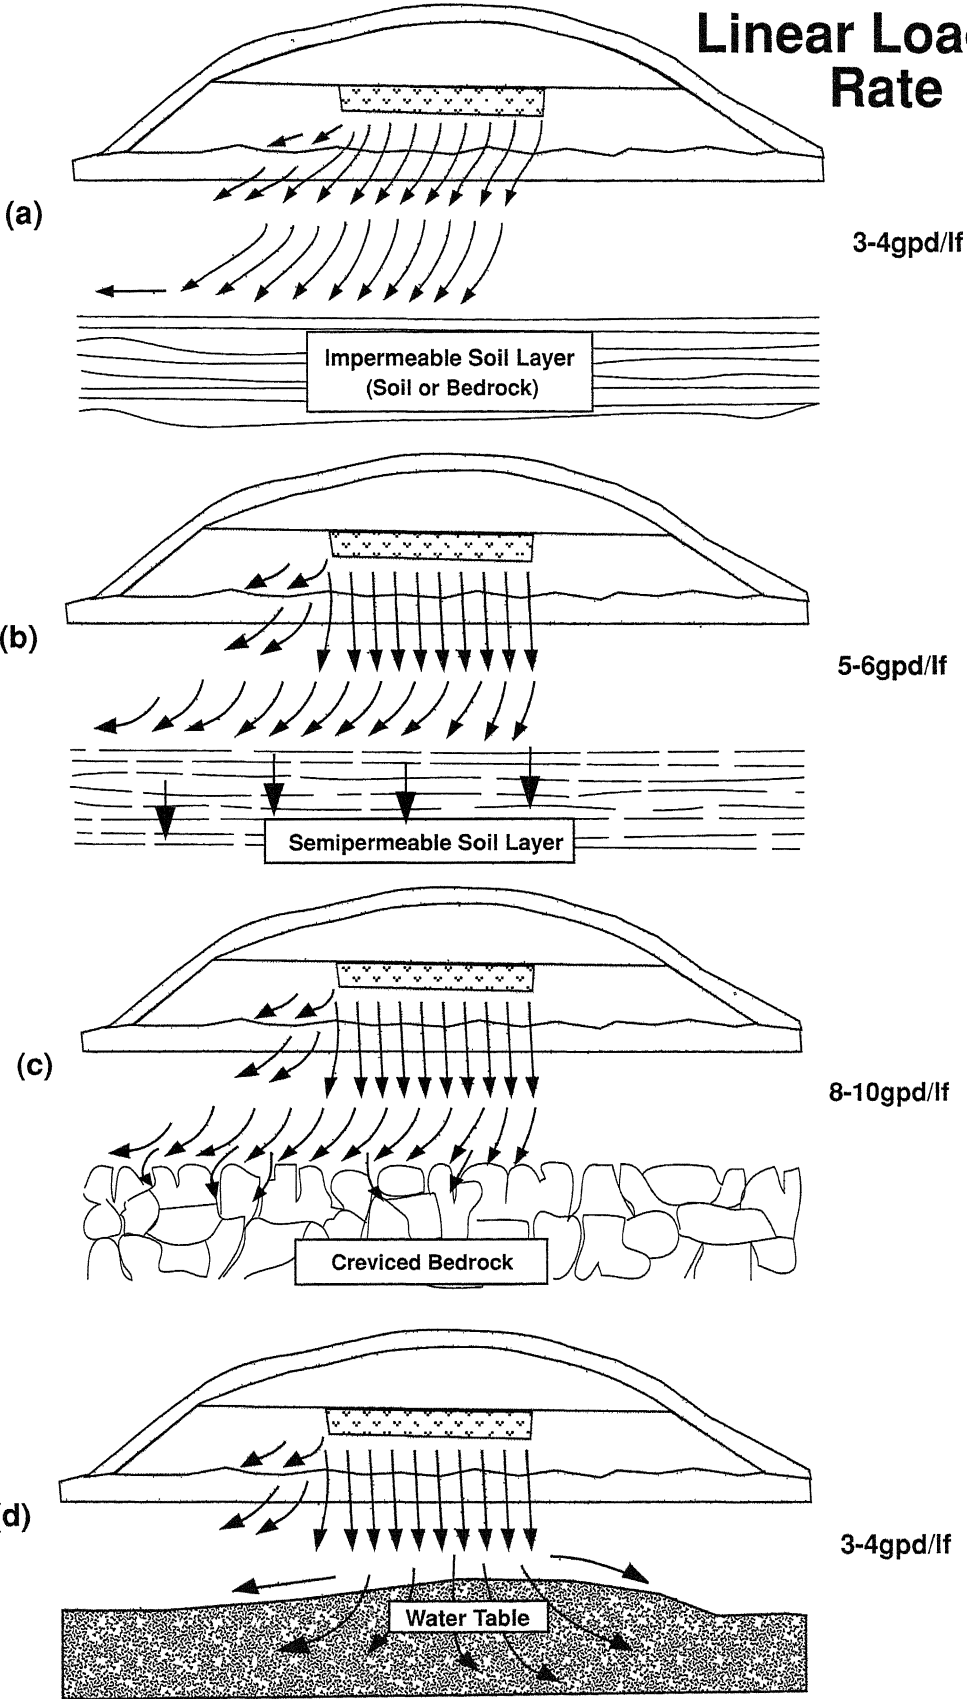 Linear Loa
Rate
(a)
3-4gpd/lf
Impermeable Soil Layer
(Soil or Bedrock)
(b)
5-6gpd/lf
Semipermeable Soil Layer
(c)
8-10gpd/lf
Creviced Bedrock
(d)
3-4gpd/lf
Water Table